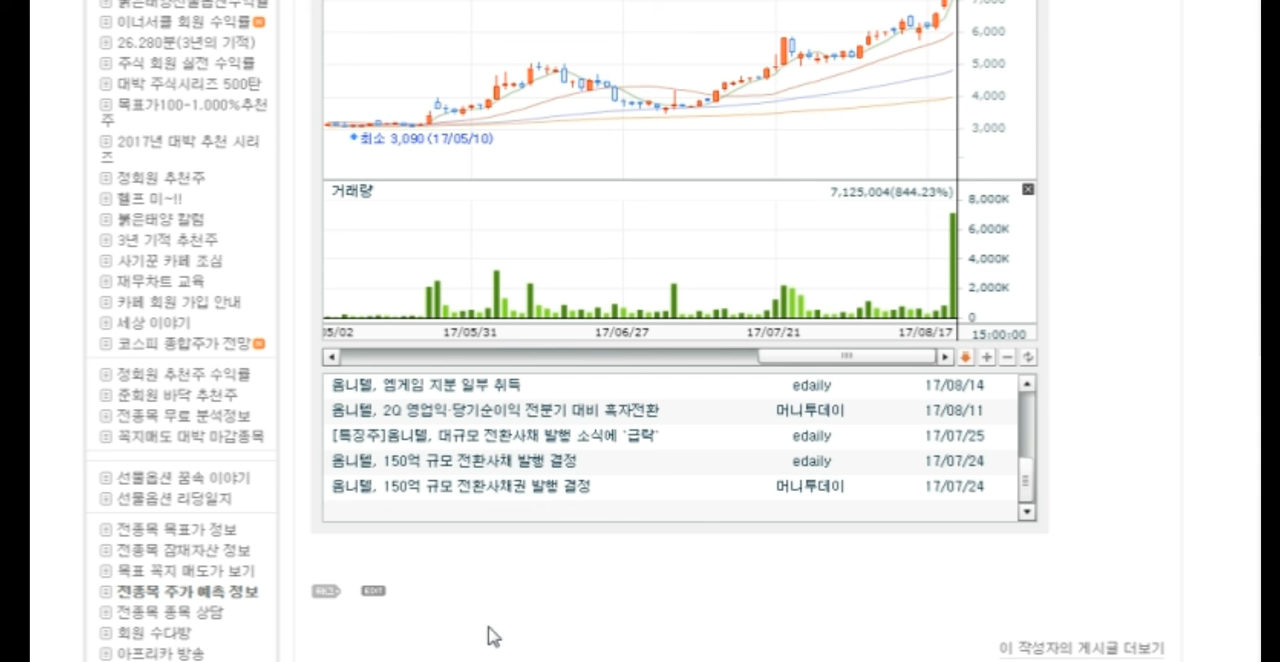 붉은태양선물옵션수익률
이너서클 회원 수익률
26.280분(3년의 기적)
주식 회원 실전 수익률
대박 주식시리즈 500탄
목표가100~1.000%추천
주
2017년 대박 추천 시리
즈
정회원 추천주
헬프 미~!!
붉은태양 칼럼
3년 기적 추천주
사기꾼 카페 조심
재무차트 교육
카페 회원 가입 안내
세상 이야기
코스피 종합주가 전망
정회원 추천주 수익률
준회원 바닥 추천주
전종목 무료 분석정보
꼭지매도 대박 마감종목
선물옵션 꿈속 이야기
선물옵션 리딩일지
전종목 목표가 정보
전종목 잠재자산 정보
목표 꼭지 매도가 보기
전종목 주가 예측 정보
전종목 종목 상담
회원 수다방
아프리카 방송
7,000
6,000
5,000
4,000
3,000
최소 3,090 (17/05/10)
거래량
7,125,004(844.23%)
8,000K
6,000K
4,000K
2,000K
0
05/02 17/05/31 17/06/27 17/07/21 17/08/17 15:00:00
옴니텔, 엠게임 지분 일부 취득 edaily 17/08/14
옴니텔, 2Q 영업익·당기순이익 전분기 대비 흑자전환 머니투데이 17/08/11
[특징주]옴니텔, 대규모 전환사채 발행 소식에 `급락` edaily 17/07/25
옴니텔, 150억 규모 전환사채 발행 결정 edaily 17/07/24
옴니텔, 150억 규모 전환사채권 발행 결정 머니투데이 17/07/24
태그 EDIT
이 작성자의 게시글 더보기